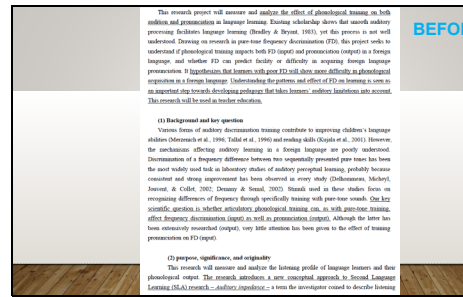 This research project will measure and analyze the effect of phonological training on both
audition and pronunciation in language learning. Existing scholarship shows that smooth auditory
processing facilitates language learning (Bradley & Bryant, 1983), yet this process is not well
understood. Drawing on research in pure-tone frequency discrimination (FD), this project seeks to
understand if phonological training impacts both FD (input) and pronunciation (output) in a foreign
language, and whether FD can predict facility or difficulty in acquiring foreign language
pronunciation. It hypothesizes that learners with poor FD will show more difficulty in phonological
acquisition in a foreign language. Understanding the patterns and effect of FD on learning is seen as
an important step towards developing pedagogy that takes learners' auditory limitations into account.
This research will be used in teacher education.
(1) Background and key question
Various forms of auditory discrimination training contribute to improving children's language
abilities (Merzenich et al., 1996; Tallal et al., 1996) and reading skills (Kujala et al., 2001). However,
the mechanisms affecting auditory learning in a foreign language are poorly understood.
Discrimination of a frequency difference between two sequentially presented pure tones has been
the most widely used task in laboratory studies of auditory perceptual learning, probably because
consistent and strong improvement has been observed in every study (Delhommeau, Micheyl,
Jouvent, & Collet, 2002; Demany & Semal, 2002). Stimuli used in these studies focus on
recognizing differences of frequency through specifically training with pure-tone sounds. Our key
scientific question is whether articulatory phonological training can, as with pure-tone training,
affect frequency discrimination (input) as well as pronunciation (output). Although the latter has
been extensively researched (output), very little attention has been given to the effect of training
pronunciation on FD (input).
(2) purpose, significance, and originality
This research will measure and analyze the listening profile of language learners and their
phonological output. The research introduces a new conceptual approach to Second Language
Learning (SLA) research – Auditory impedance – a term the investigator coined to describe listening
BEFOR